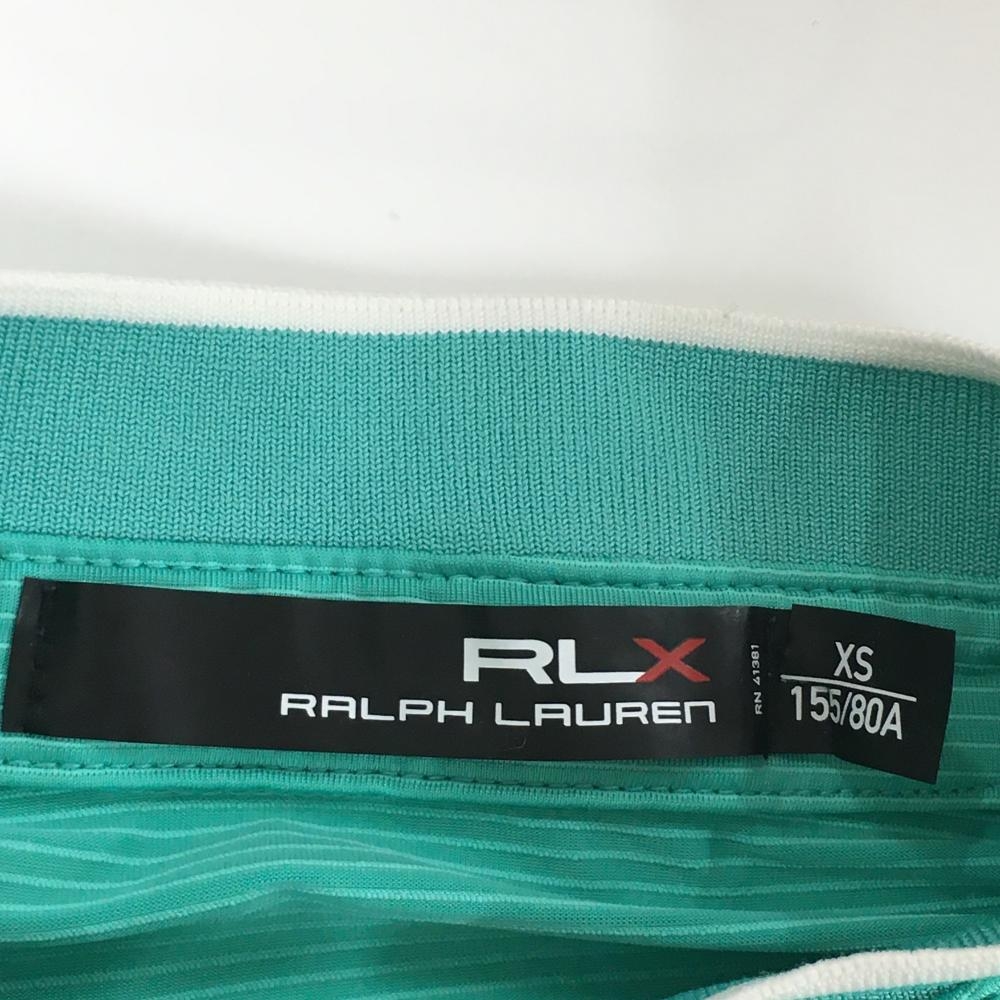 RLX
RALPH LAUREN
RN 41381
XS
155/80A